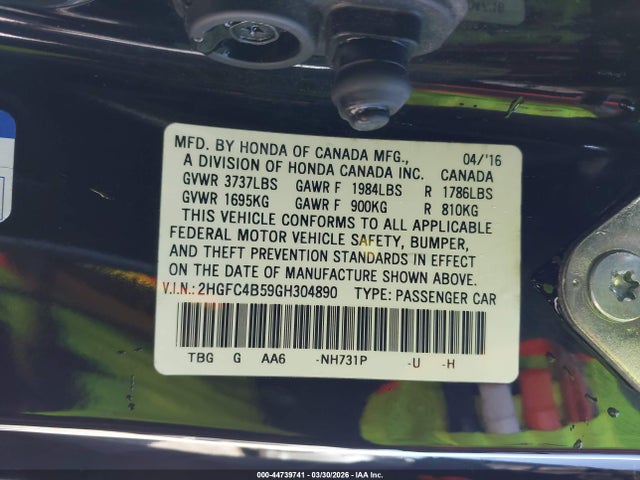 MFD. BY HONDA OF CANADA MFG., 04/'16
A DIVISION OF HONDA CANADA INC. CANADA
GVWR 3737LBS GAWR F 1984LBS R 1786LBS
GVWR 1695KG GAWR F 900KG R 810KG
THIS VEHICLE CONFORMS TO ALL APPLICABLE
FEDERAL MOTOR VEHICLE SAFETY, BUMPER,
AND THEFT PREVENTION STANDARDS IN EFFECT
ON THE DATE OF MANUFACTURE SHOWN ABOVE.
V.I.N.: 2HGFC4B59GH304890 TYPE: PASSENGER CAR
TBG G AA6 -NH731P -U -H
000-44739741 - 03/30/2026 - IAA Inc.